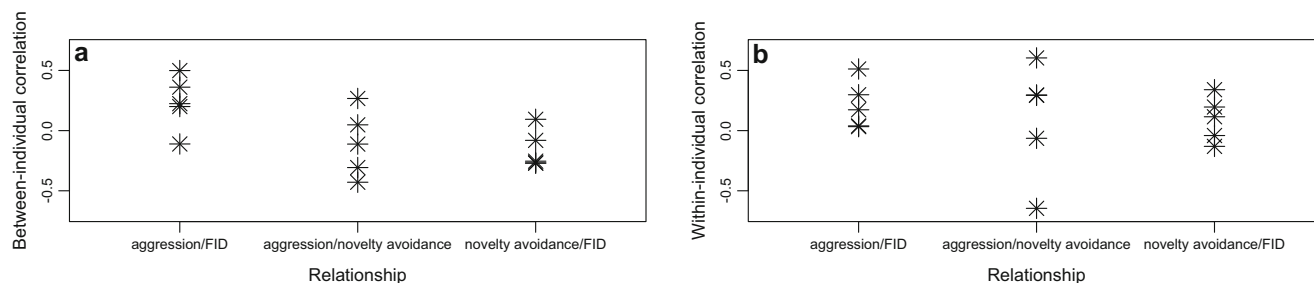 a
Between-individual correlation
0.5
0.0
-0.5
aggression/FID
aggression/novelty avoidance
novelty avoidance/FID
Relationship
b
Within-individual correlation
0.5
0.0
-0.5
aggression/FID
aggression/novelty avoidance
novelty avoidance/FID
Relationship